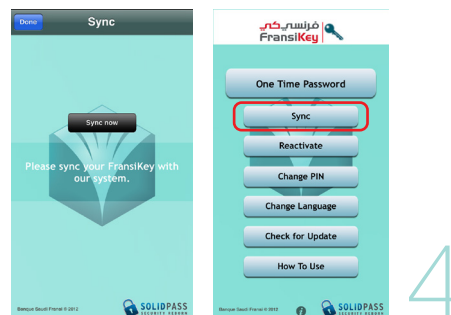 Done
Sync
Sync now
Please sync your FransiKey with
our system.
Banque Saudi Fransi © 2012
SOLIDPASS
SECURITY REBORN
فرنسي كي
FransiKey
One Time Password
Sync
Reactivate
Change PIN
Change Language
Check for Update
How To Use
Banque Saudi Fransi © 2012
SOLIDPASS
SECURITY REBORN
4